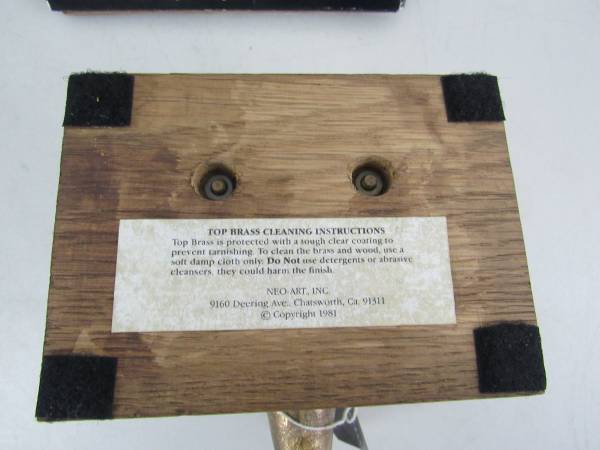 TOP BRASS CLEANING INSTRUCTIONS
Top Brass is protected with a tough clear coating to
prevent tarnishing. To clean the brass and wood, use a
soft damp cloth only. Do Not use detergents or abrasive
cleansers, they could harm the finish.
NEO-ART, INC.
9160 Deering Ave., Chatsworth, Ca. 91311
© Copyright 1981